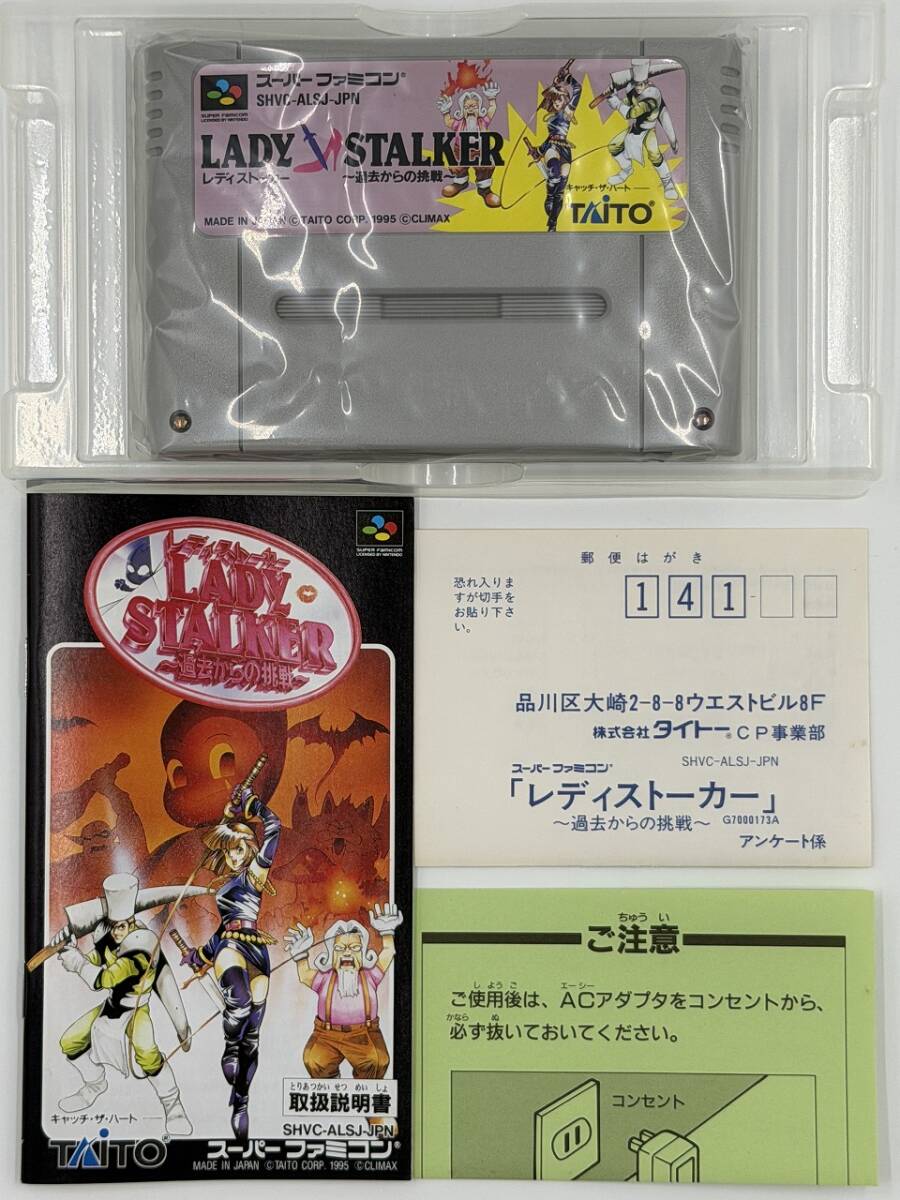 スーパーファミコン®
SHVC-ALSJ-JPN
SUPER FAMICOM
LICENSED BY NINTENDO
LADY STALKER
レディストーカー
～過去からの挑戦～
キャッチ・ザ・ハート
TAITO®
MADE IN JAPAN ©TAITO CORP. 1995 ©CLIMAX
SUPER FAMICOM
LICENSED BY NINTENDO
レディストーカー
LADY
STALKER
～過去からの挑戦～
とりあつかいせつめいしょ
取扱説明書
SHVC-ALSJ-JPN
キャッチ・ザ・ハート
TAITO®
スーパーファミコン®
MADE IN JAPAN ©TAITO CORP. 1995 ©CLIMAX
郵便はがき
恐れ入りま
すが切手を
お貼り下さ
い。
141
品川区大崎2-8-8ウエストビル8F
株式会社タイトー®CP事業部
SHVC-ALSJ-JPN
スーパーファミコン®
「レディストーカー」
～過去からの挑戦～ G7000173A
アンケート係
ちゅうい
ご注意
しようご エーシー
ご使用後は、ACアダプタをコンセントから、
かなら ぬ
必ず抜いておいてください。
コンセント